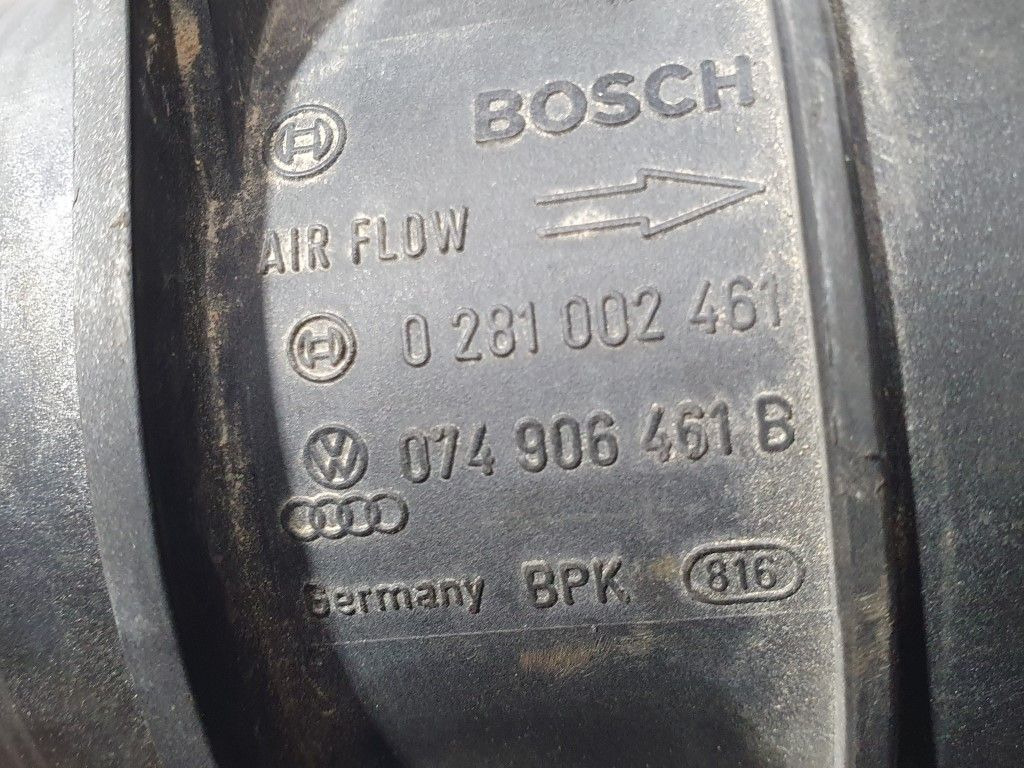 BOSCH
AIR FLOW
0 281 002 461
074 906 461 B
Germany BPK 816